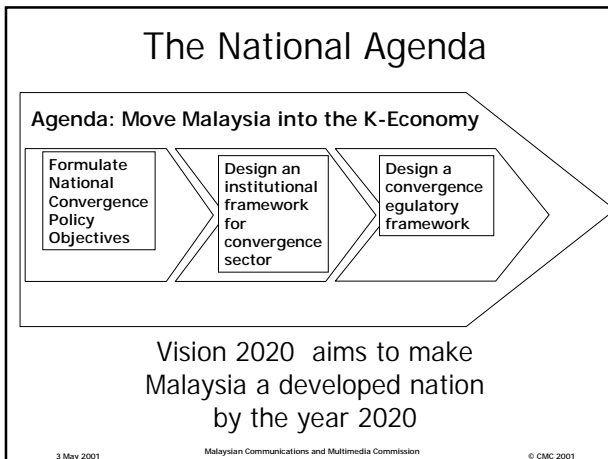 The National Agenda
Agenda: Move Malaysia into the K-Economy
Formulate
National
Convergence
Policy
Objectives
Design an
institutional
framework
for
convergence
sector
Design a
convergence
egulatory
framework
Vision 2020 aims to make
Malaysia a developed nation
by the year 2020
3 May 2001
Malaysian Communications and Multimedia Commission
© CMC 2001